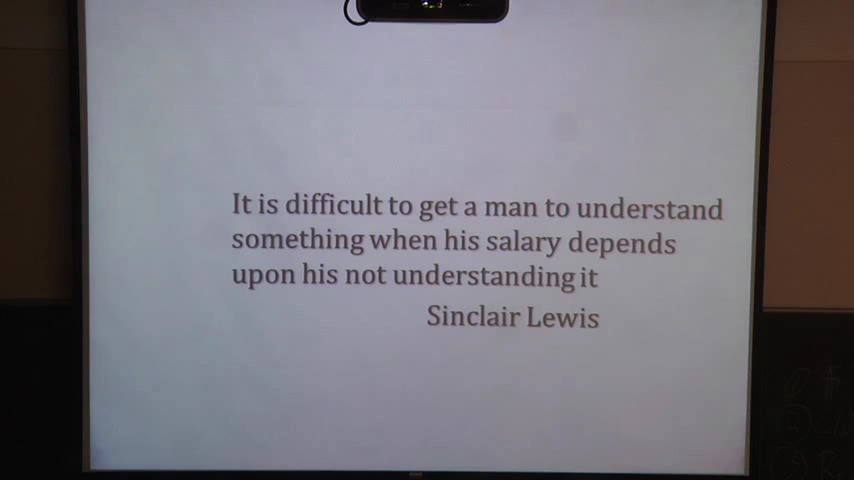 It is difficult to get a man to understand
something when his salary depends
upon his not understanding it
Sinclair Lewis